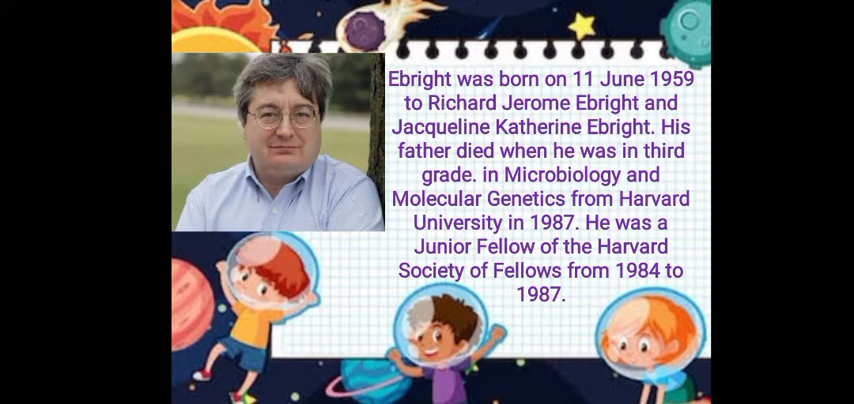 Ebright was born on 11 June 1959
to Richard Jerome Ebright and
Jacqueline Katherine Ebright. His
father died when he was in third
grade. in Microbiology and
Molecular Genetics from Harvard
University in 1987. He was a
Junior Fellow of the Harvard
Society of Fellows from 1984 to
1987.